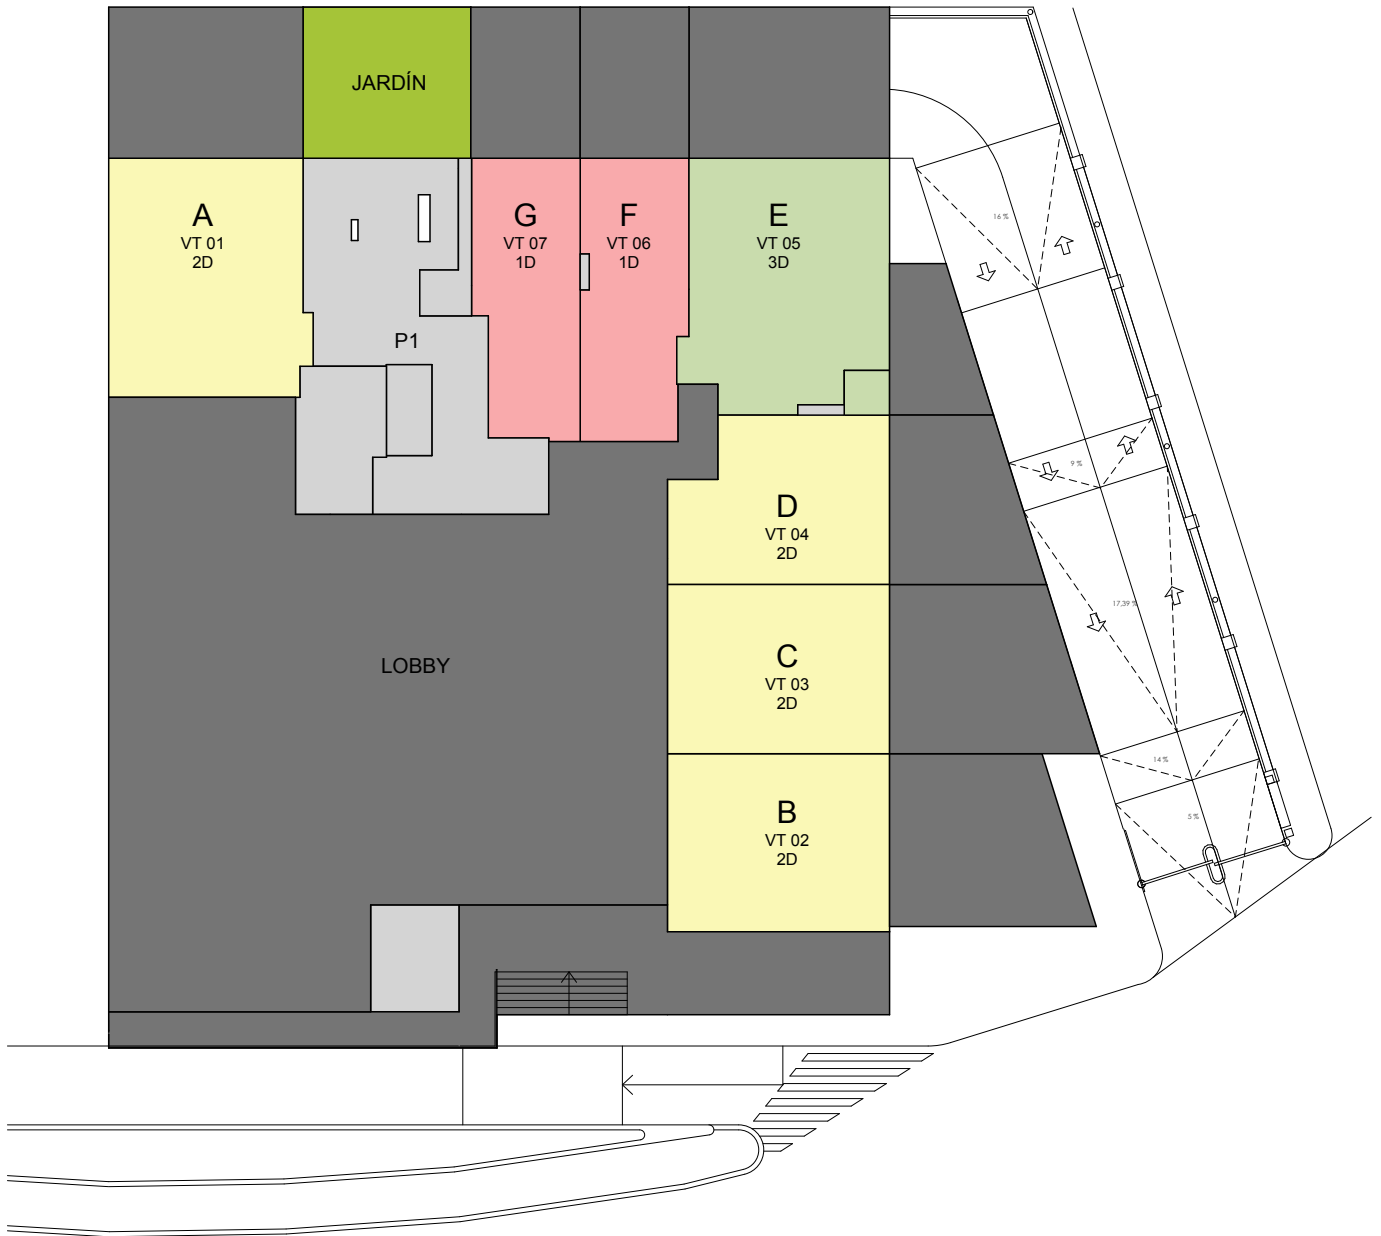 JARDÍN
A
VT 01
2D
G
VT 07
1D
F
VT 06
1D
E
VT 05
3D
16 %
P1
9 %
D
VT 04
2D
17,39 %
LOBBY
C
VT 03
2D
14 %
B
VT 02
2D
5 %